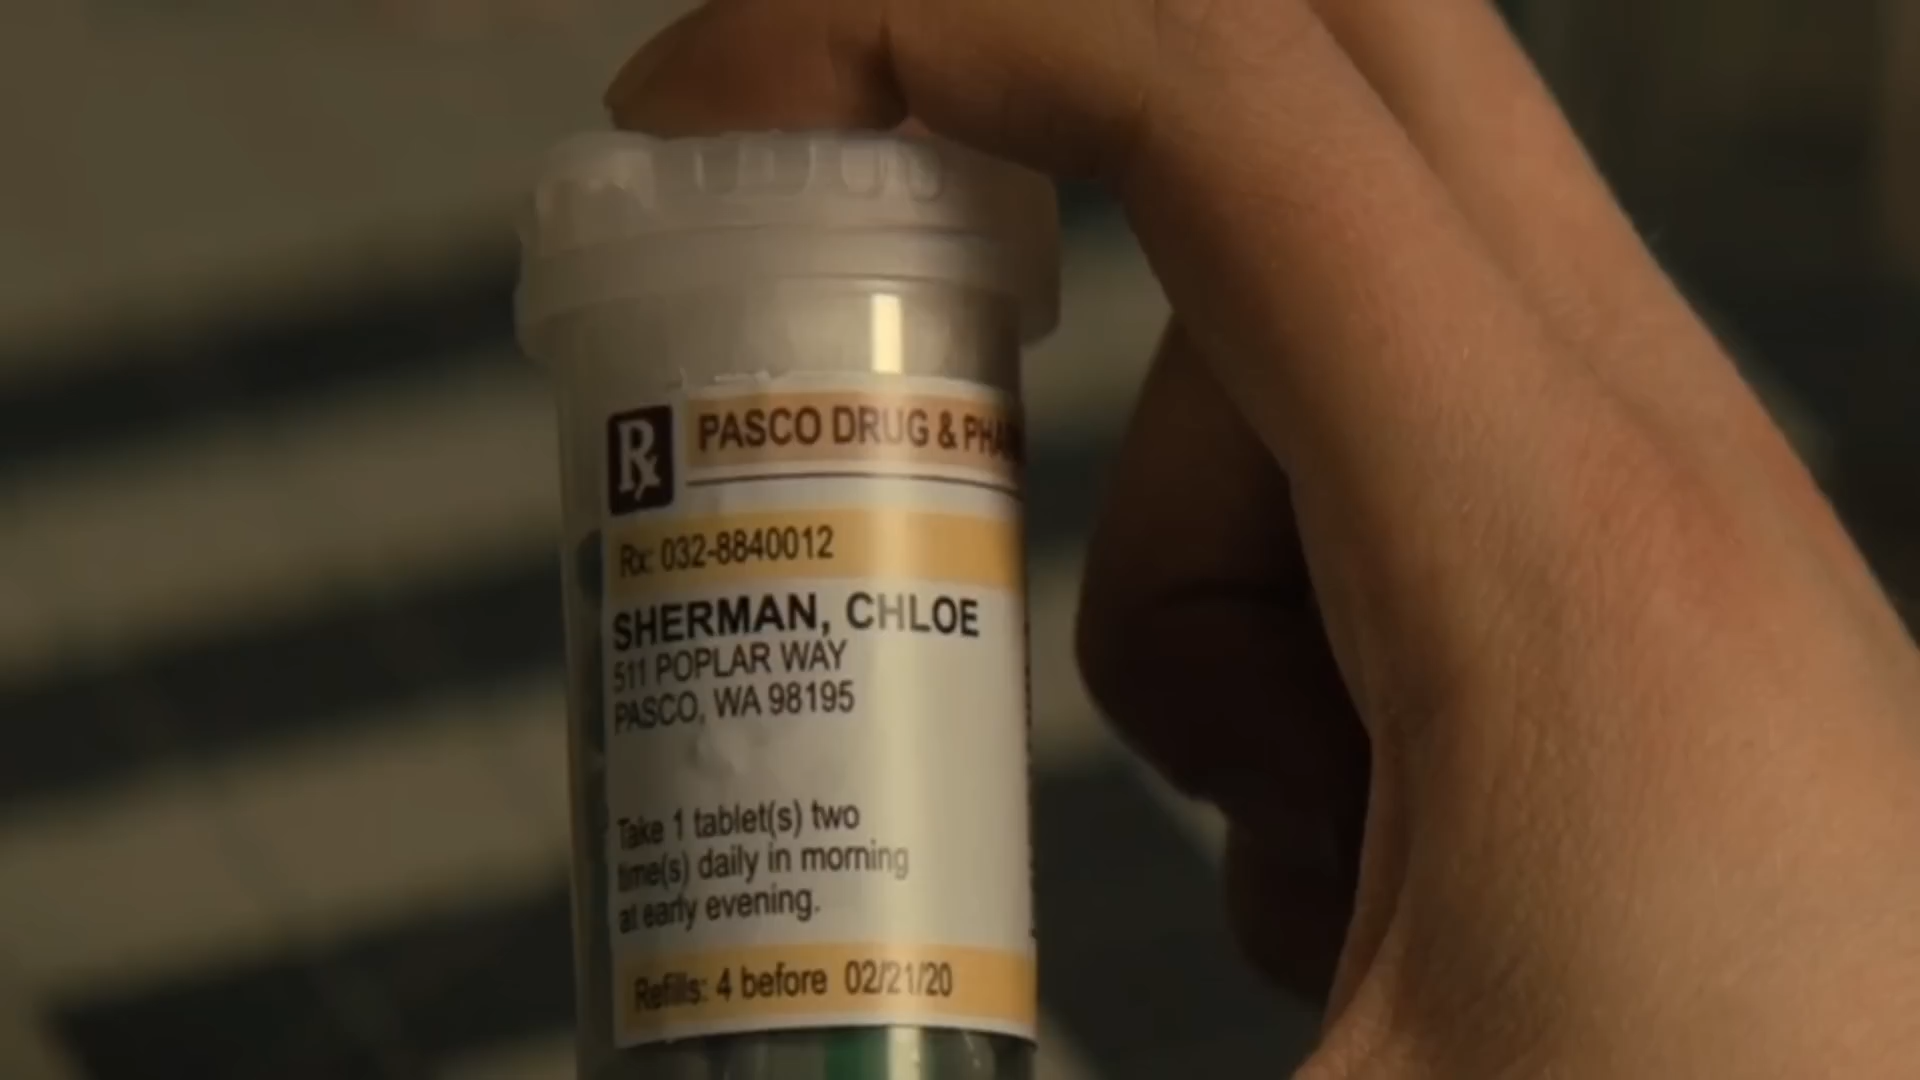 Rx PASCO DRUG & PHA
Rx: 032-8840012
SHERMAN, CHLOE
511 POPLAR WAY
PASCO, WA 98195
Take 1 tablet(s) two
time(s) daily in morning
at early evening.
Refills: 4 before 02/21/20